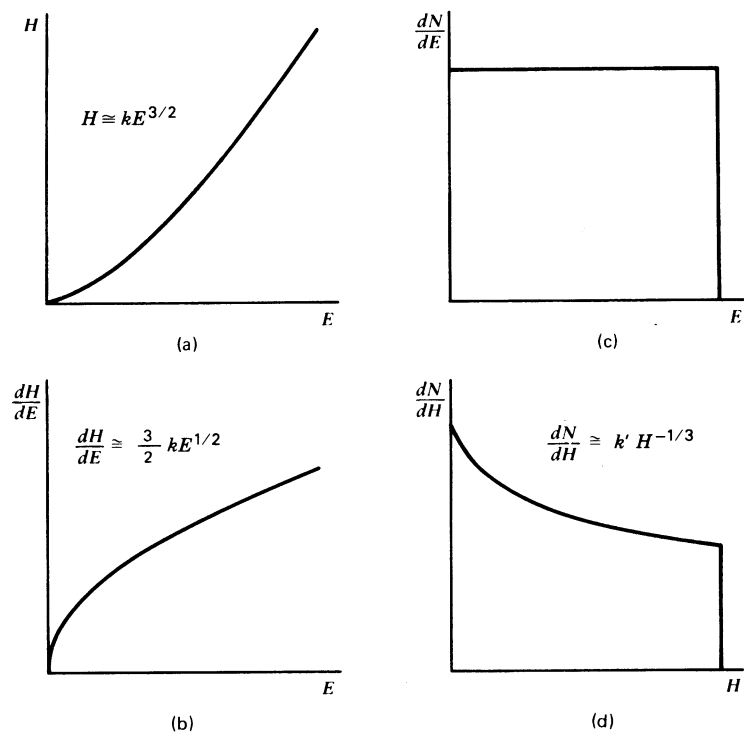 H
H ≅ kE^3/2
E
(a)
dH/dE
dH/dE ≅ 3/2 kE^1/2
E
(b)
dN/dE
E
(c)
dN/dH
dN/dH ≅ k′ H^−1/3
H
(d)